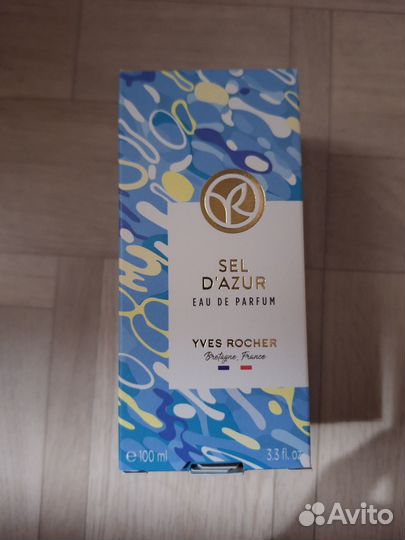 SEL
D'AZUR
EAU DE PARFUM
YVES ROCHER
Bretagne, France
℮ 100 ml 3.3 fl. oz.
Avito